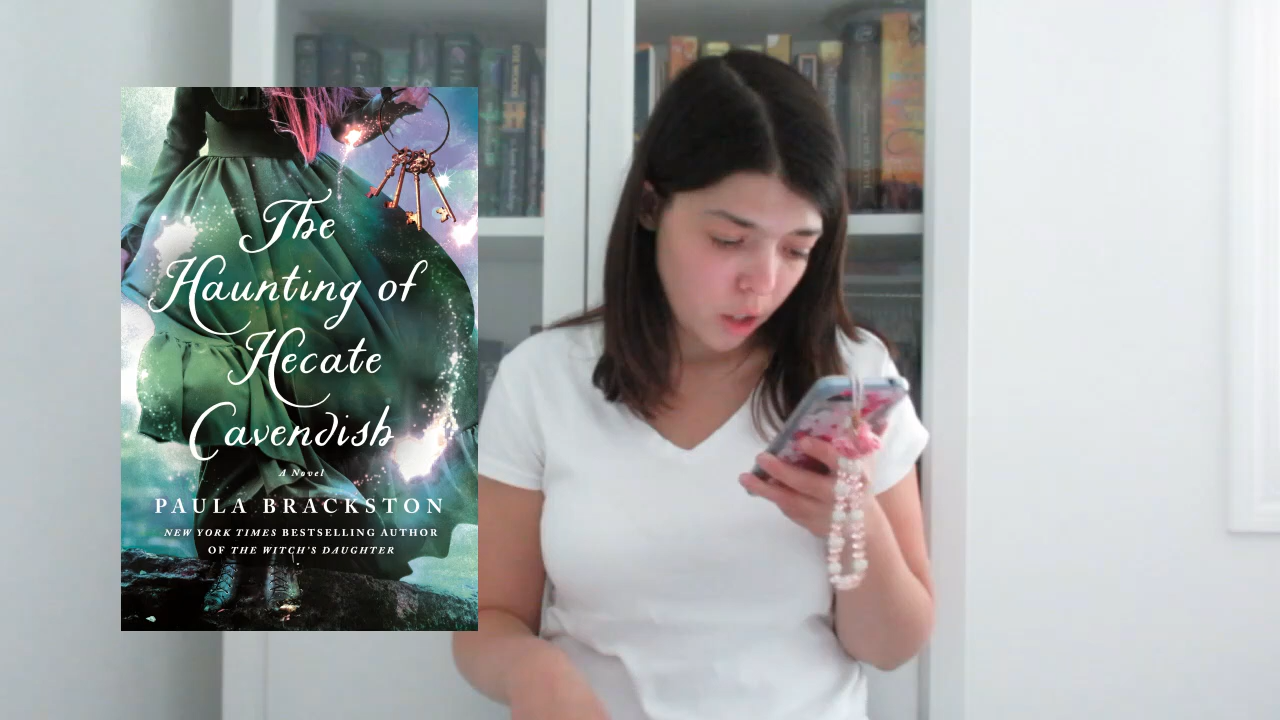 The
Haunting of
Hecate
Cavendish
A Novel
PAULA BRACKSTON
NEW YORK TIMES BESTSELLING AUTHOR
OF THE WITCH'S DAUGHTER